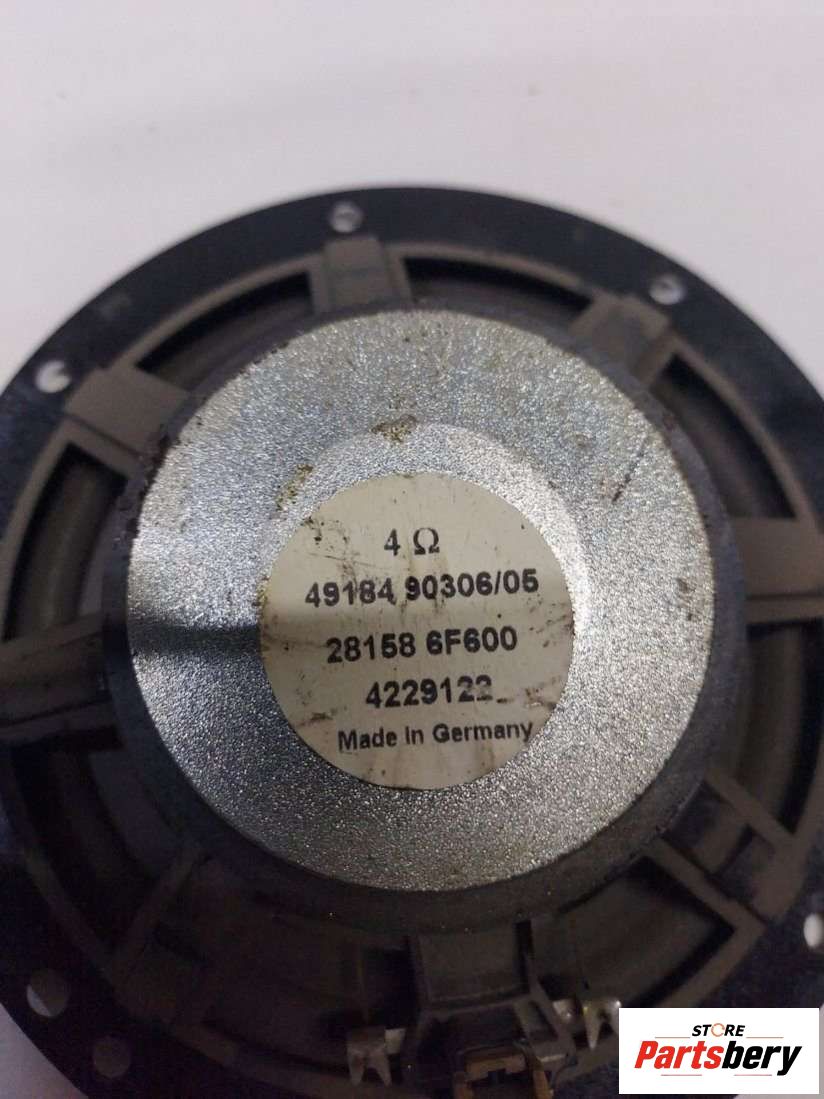 4 Ω
49184 90306/05
28158 6F600
4229122
Made in Germany
STORE
Partsbery